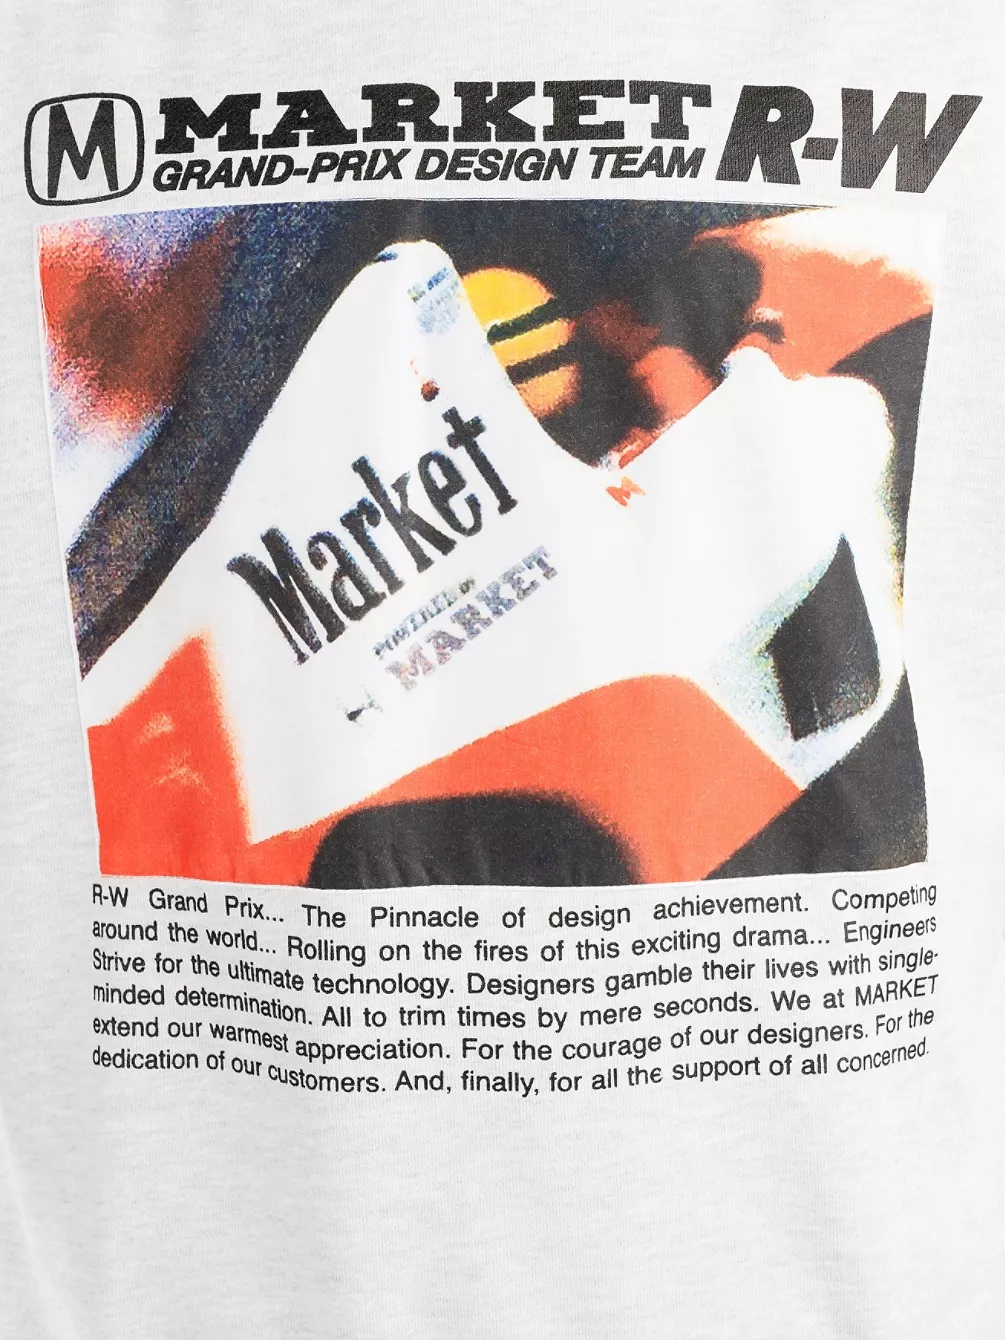 M MARKET R-W
GRAND-PRIX DESIGN TEAM
Market
POWERED by
MARKET
M
R-W Grand Prix... The Pinnacle of design achievement. Competing
around the world... Rolling on the fires of this exciting drama... Engineers
Strive for the ultimate technology. Designers gamble their lives with single-
minded determination. All to trim times by mere seconds. We at MARKET
extend our warmest appreciation. For the courage of our designers. For the
dedication of our customers. And, finally, for all the support of all concerned.